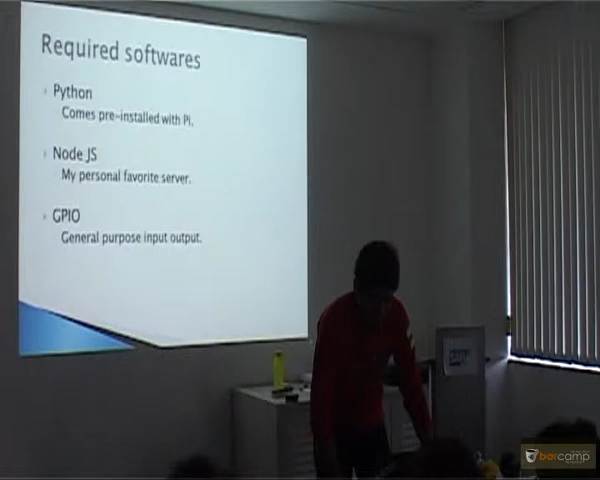 Required softwares
Python
Comes pre-installed with Pi.
Node JS
My personal favorite server.
GPIO
General purpose input output.
SAP
barcamp